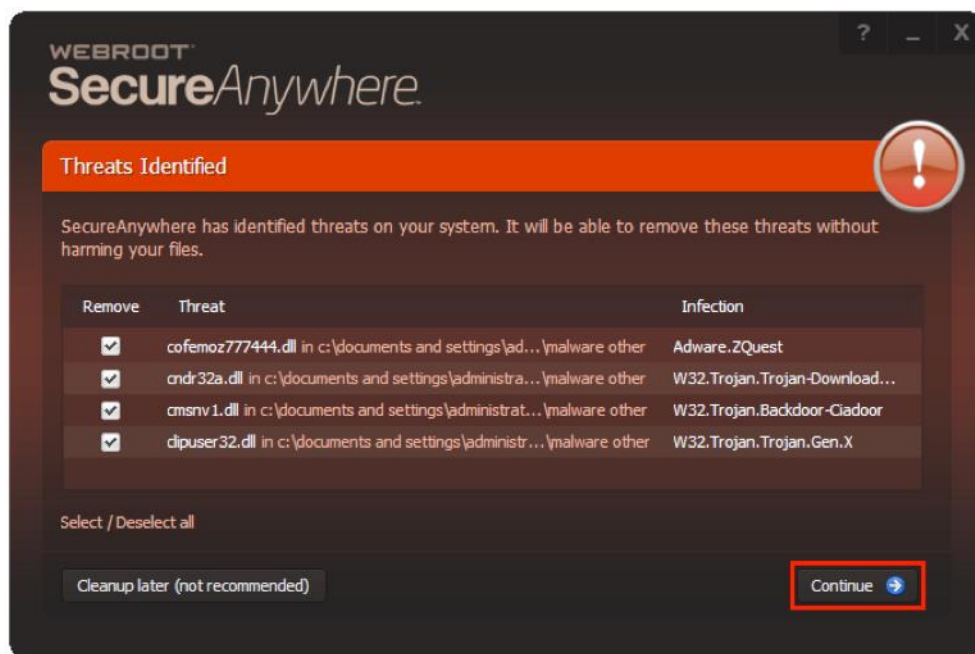 ? _ X
WEBROOT
SecureAnywhere
Threats Identified
SecureAnywhere has identified threats on your system. It will be able to remove these threats without
harming your files.
Remove Threat Infection
cofemoz777444.dll in c:\documents and settings\ad...\malware other Adware.ZQuest
cndr32a.dll in c:\documents and settings\administra...\malware other W32.Trojan.Trojan-Download...
cmsnv1.dll in c:\documents and settings\administrat...\malware other W32.Trojan.Backdoor-Ciadoor
clipuser32.dll in c:\documents and settings\administr...\malware other W32.Trojan.Trojan.Gen.X
Select / Deselect all
Cleanup later (not recommended) Continue